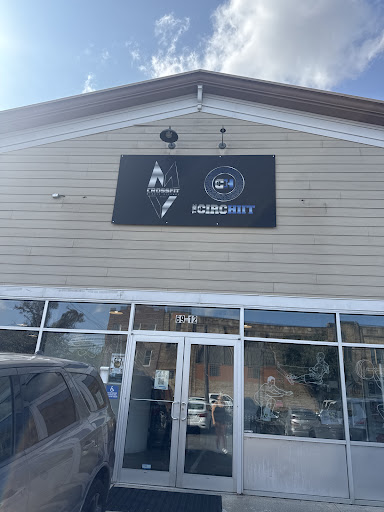 CROSSFIT
THE CIRCHIIT
69-12